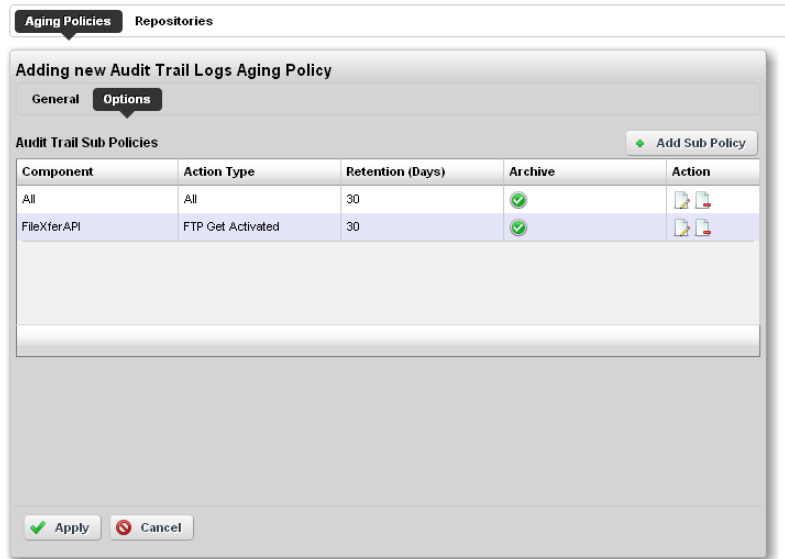 Aging Policies Repositories
Adding new Audit Trail Logs Aging Policy
General Options
Audit Trail Sub Policies Add Sub Policy
Component Action Type Retention (Days) Archive Action
All All 30
FileXferAPI FTP Get Activated 30
Apply Cancel